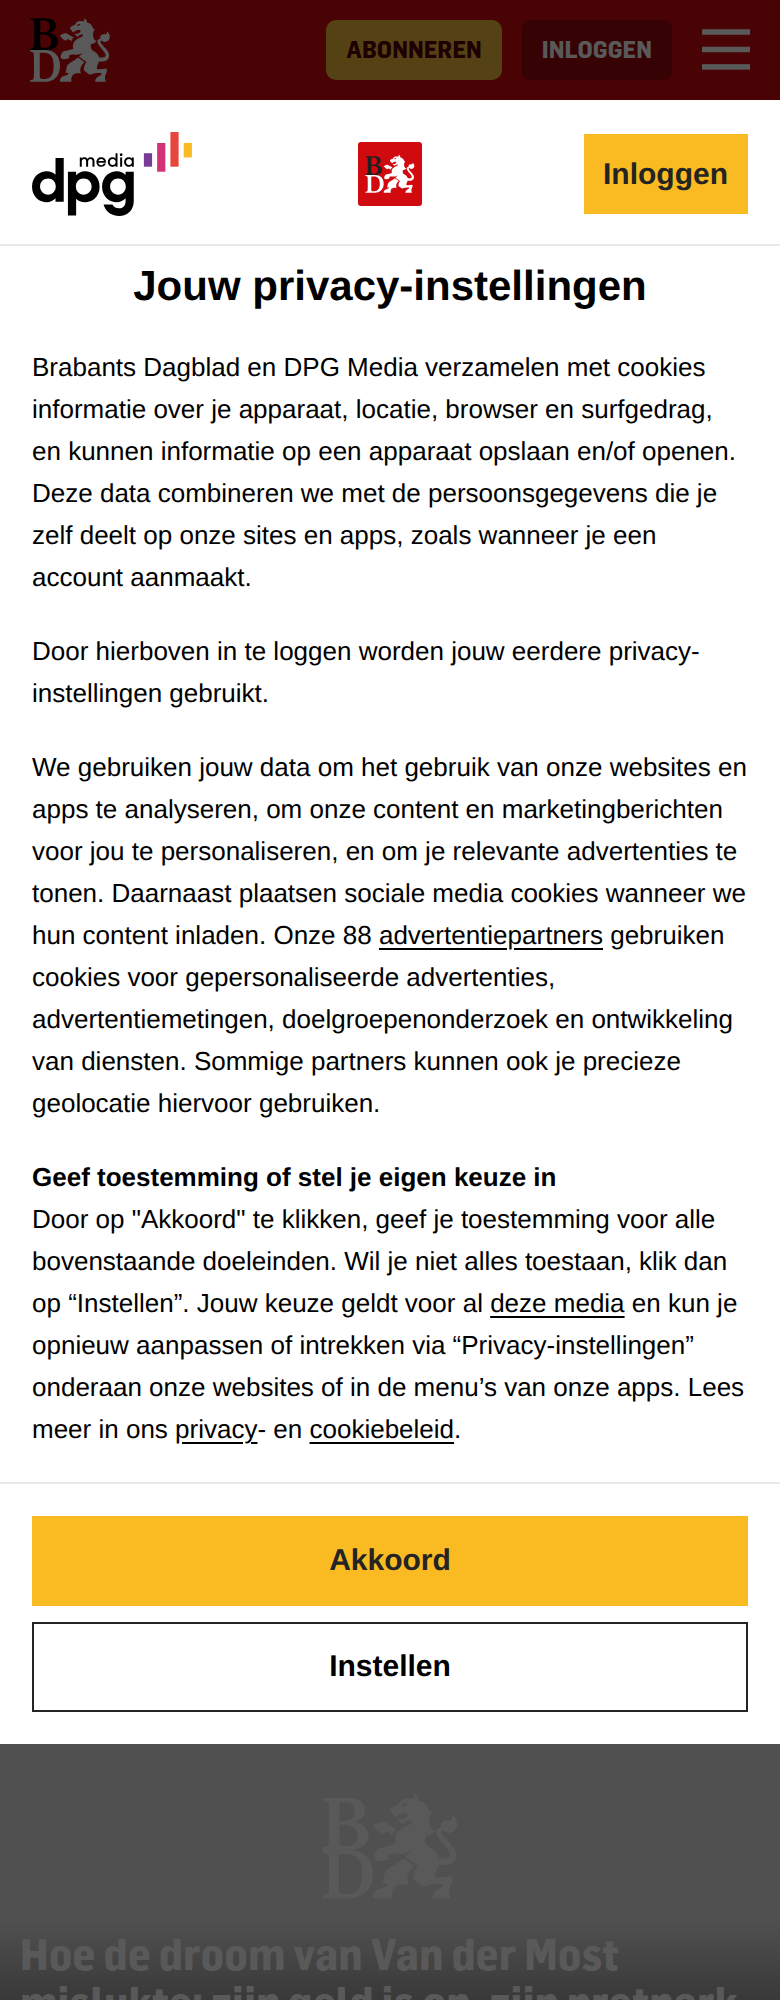 BD
ABONNEREN
INLOGGEN
dpg media
BD
Inloggen
Jouw privacy-instellingen
Brabants Dagblad en DPG Media verzamelen met cookies
informatie over je apparaat, locatie, browser en surfgedrag,
en kunnen informatie op een apparaat opslaan en/of openen.
Deze data combineren we met de persoonsgegevens die je
zelf deelt op onze sites en apps, zoals wanneer je een
account aanmaakt.
Door hierboven in te loggen worden jouw eerdere privacy-
instellingen gebruikt.
We gebruiken jouw data om het gebruik van onze websites en
apps te analyseren, om onze content en marketingberichten
voor jou te personaliseren, en om je relevante advertenties te
tonen. Daarnaast plaatsen sociale media cookies wanneer we
hun content inladen. Onze 88 advertentiepartners gebruiken
cookies voor gepersonaliseerde advertenties,
advertentiemetingen, doelgroepenonderzoek en ontwikkeling
van diensten. Sommige partners kunnen ook je precieze
geolocatie hiervoor gebruiken.
Geef toestemming of stel je eigen keuze in
Door op "Akkoord" te klikken, geef je toestemming voor alle
bovenstaande doeleinden. Wil je niet alles toestaan, klik dan
op “Instellen”. Jouw keuze geldt voor al deze media en kun je
opnieuw aanpassen of intrekken via “Privacy-instellingen”
onderaan onze websites of in de menu’s van onze apps. Lees
meer in ons privacy- en cookiebeleid.
Akkoord
Instellen
BD
Hoe de droom van Van der Most
mislukte: zijn geld is op, zijn pretpark